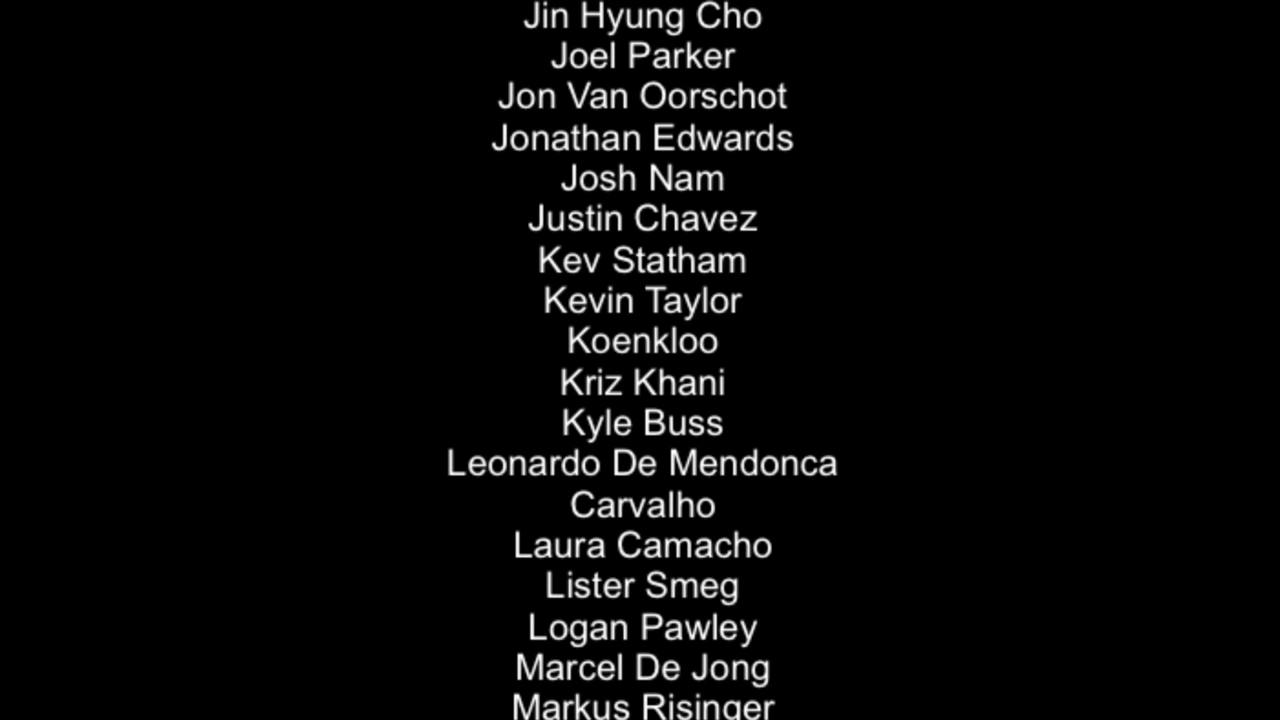 Jin Hyung Cho
Joel Parker
Jon Van Oorschot
Jonathan Edwards
Josh Nam
Justin Chavez
Kev Statham
Kevin Taylor
Koenkloo
Kriz Khani
Kyle Buss
Leonardo De Mendonca
Carvalho
Laura Camacho
Lister Smeg
Logan Pawley
Marcel De Jong
Markus Risinger